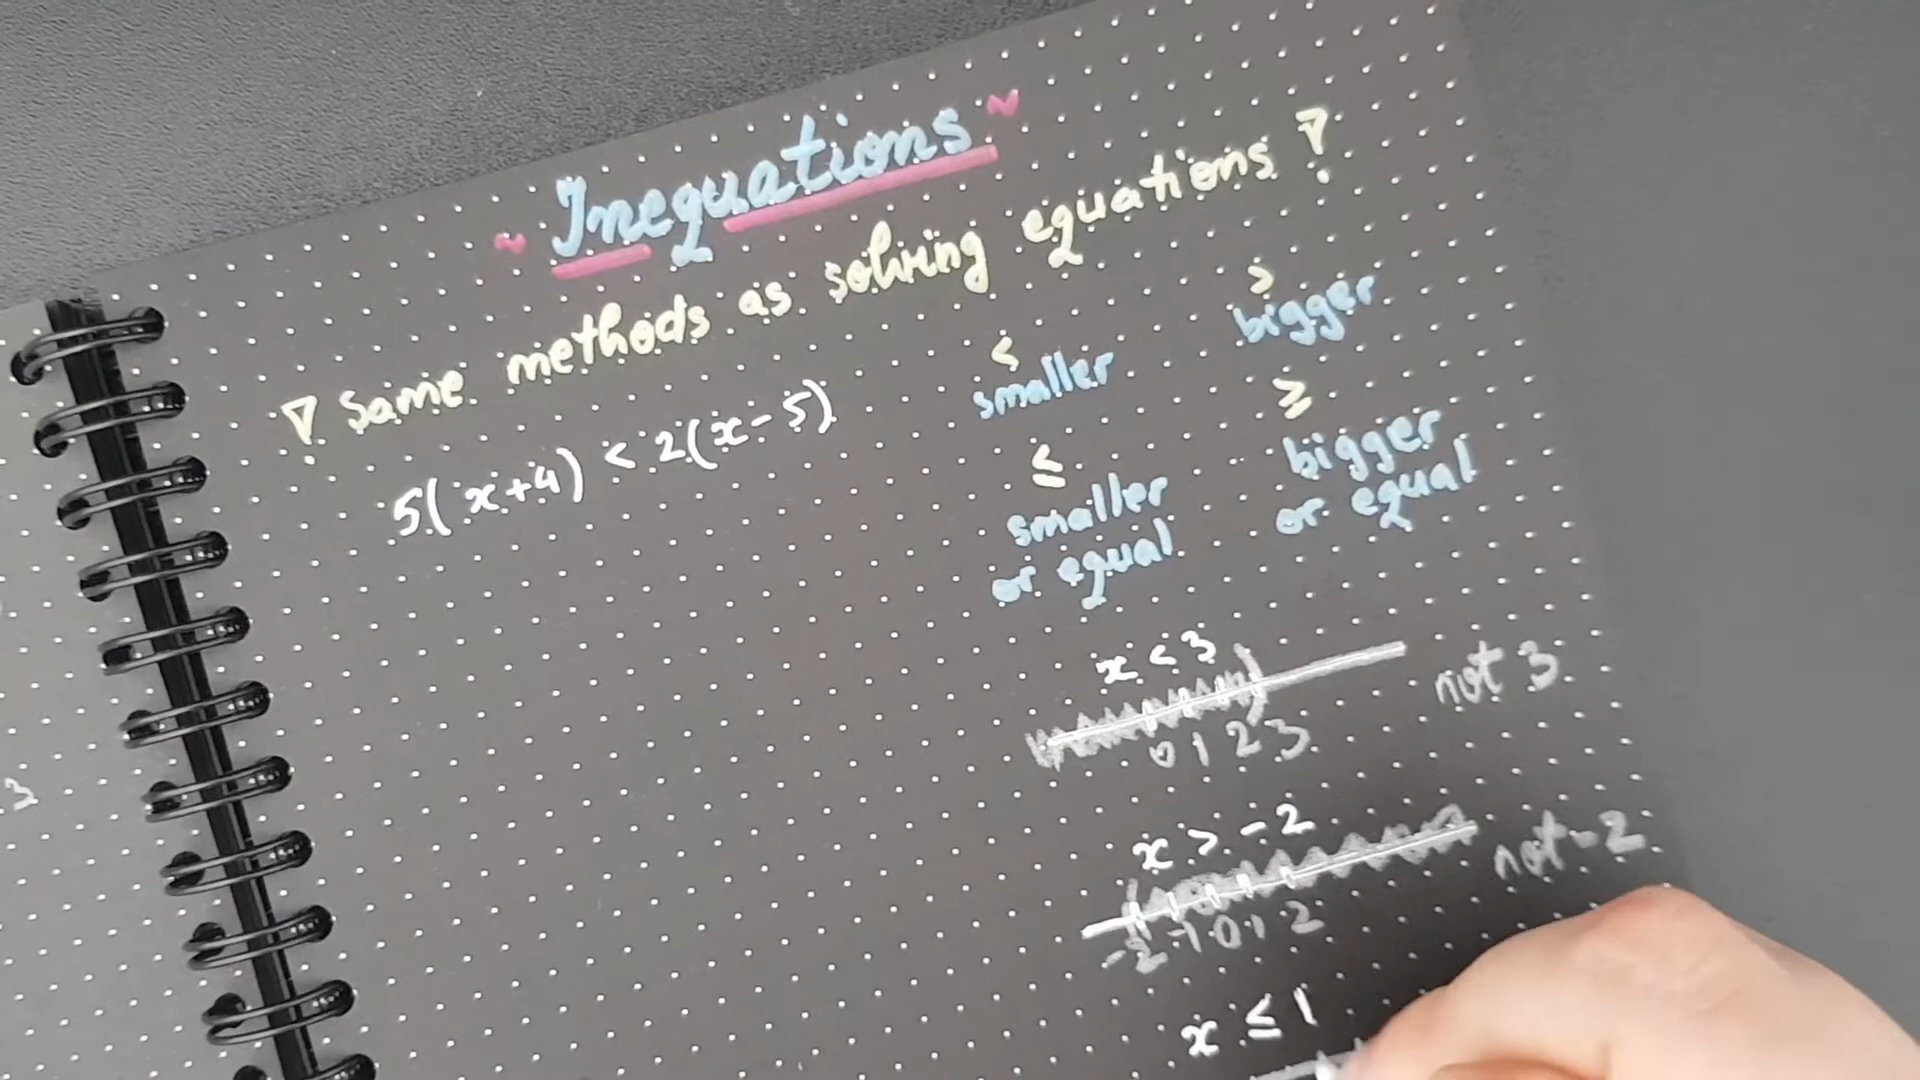 ~ Inequations ~
∇ Same methods as solving equations ∇
5(x+4) < 2(x-5)
<
smaller
>
bigger
≤
smaller
or equal
≥
bigger
or equal
x < 3
0 1 2 3
not 3
x > -2
-2 -1 0 1 2
not -2
x ≤ 1
3